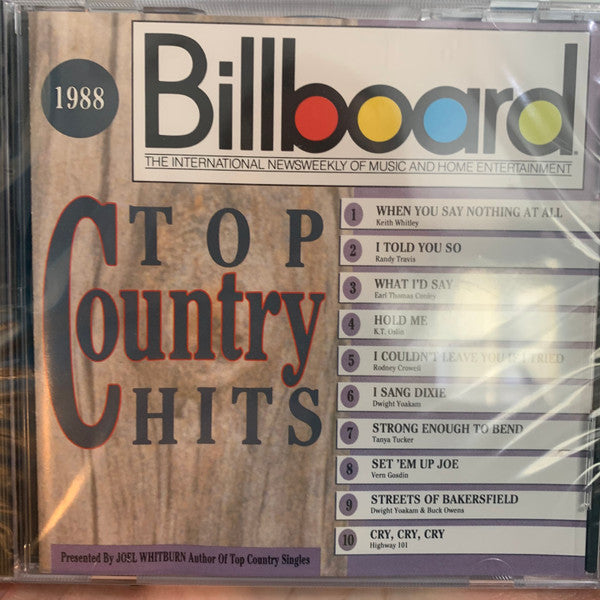 1988
Billboard
THE INTERNATIONAL NEWSWEEKLY OF MUSIC AND HOME ENTERTAINMENT
TOP
Country
HITS
1 WHEN YOU SAY NOTHING AT ALL
Keith Whitley
2 I TOLD YOU SO
Randy Travis
3 WHAT I'D SAY
Earl Thomas Conley
4 HOLD ME
K.T. Oslin
5 I COULDN'T LEAVE YOU IF I TRIED
Rodney Crowell
6 I SANG DIXIE
Dwight Yoakam
7 STRONG ENOUGH TO BEND
Tanya Tucker
8 SET 'EM UP JOE
Vern Gosdin
9 STREETS OF BAKERSFIELD
Dwight Yoakam & Buck Owens
10 CRY, CRY, CRY
Highway 101
Presented By JOEL WHITBURN Author Of Top Country Singles